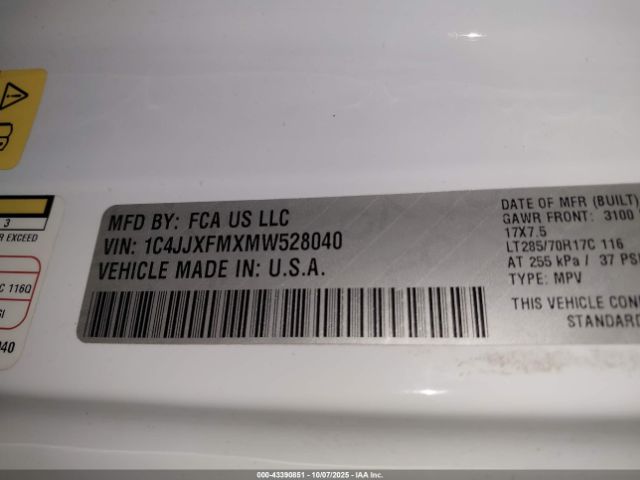 3
R EXCEED
C 116Q
SI
040
MFD BY: FCA US LLC
VIN: 1C4JJXFMXMW528040
VEHICLE MADE IN: U.S.A.
DATE OF MFR (BUILT)
GAWR FRONT: 3100
17X7.5
LT285/70R17C 116
AT 255 kPa / 37 PSI
TYPE: MPV
THIS VEHICLE CON
STANDARD
000-43390851 - 10/07/2025 - IAA Inc.